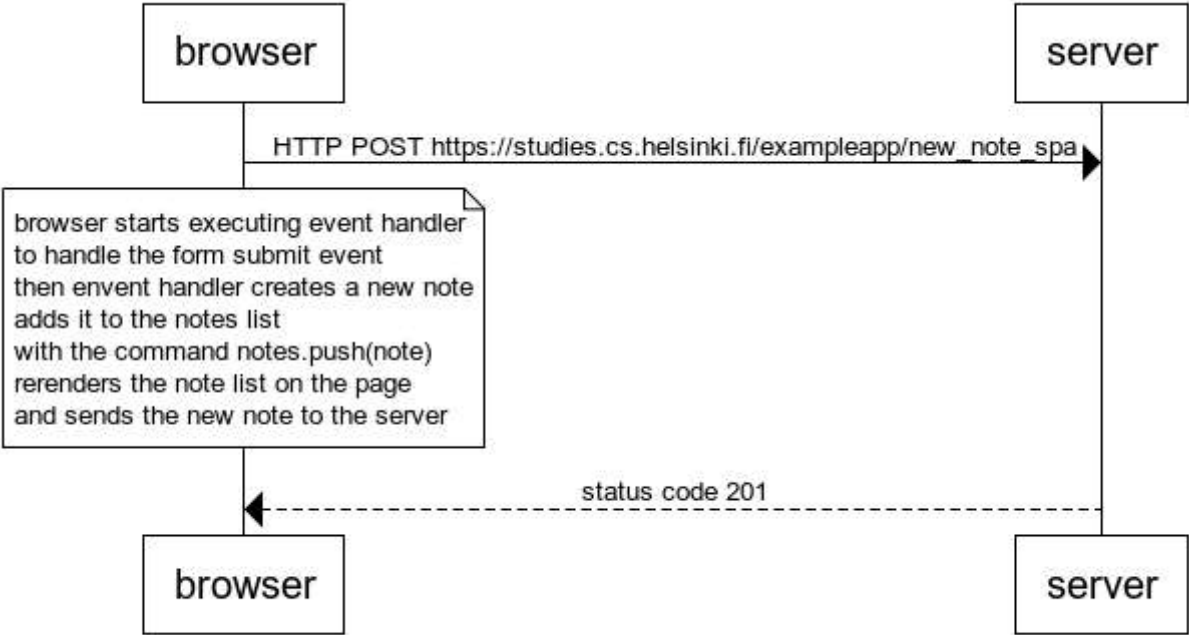 browser
server
HTTP POST https://studies.cs.helsinki.fi/exampleapp/new_note_spa
browser starts executing event handler
to handle the form submit event
then envent handler creates a new note
adds it to the notes list
with the command notes.push(note)
rerenders the note list on the page
and sends the new note to the server
status code 201
browser
server